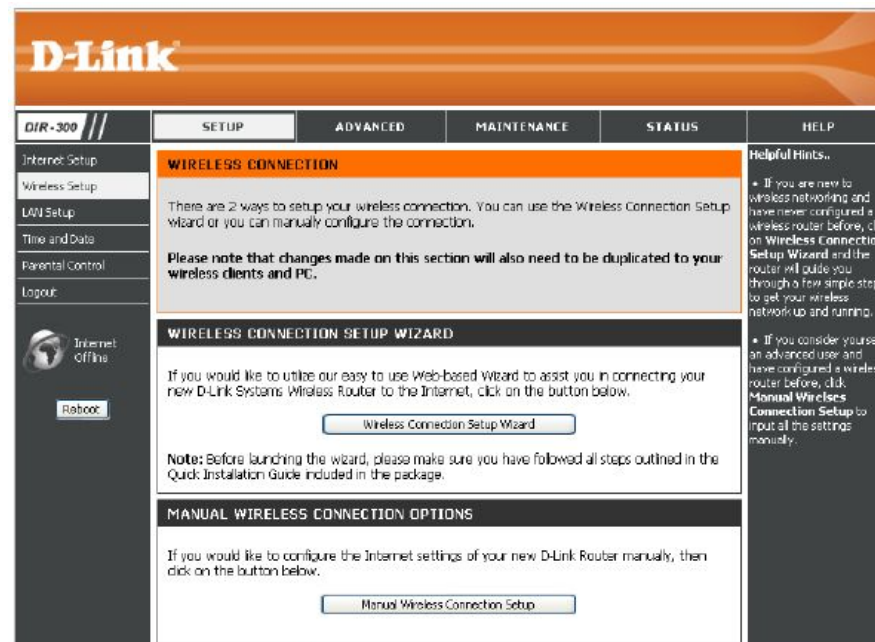 D-Link
DIR-300
SETUP
ADVANCED
MAINTENANCE
STATUS
HELP
Internet Setup
Wireless Setup
LAN Setup
Time and Date
Parental Control
Logout
Internet
Offline
Reboot
WIRELESS CONNECTION
There are 2 ways to setup your wireless connection. You can use the Wireless Connection Setup
wizard or you can manually configure the connection.
Please note that changes made on this section will also need to be duplicated to your
wireless clients and PC.
WIRELESS CONNECTION SETUP WIZARD
If you would like to utilize our easy to use Web-based Wizard to assist you in connecting your
new D-Link Systems Wireless Router to the Internet, click on the button below.
Wireless Connection Setup Wizard
Note: Before launching the wizard, please make sure you have followed all steps outlined in the
Quick Installation Guide included in the package.
MANUAL WIRELESS CONNECTION OPTIONS
If you would like to configure the Internet settings of your new D-Link Router manually, then
click on the button below.
Manual Wireless Connection Setup
Helpful Hints..
• If you are new to
wireless networking and
have never configured a
wireless router before,
on Wireless
Setup Wizard and the
router will guide you
through a few simple
to get your wireless
network up and running.
• If you consider
an advanced user and
have configured a
router before, click
Manual Wirelses
Connection Setup to
input all the settings
manually.